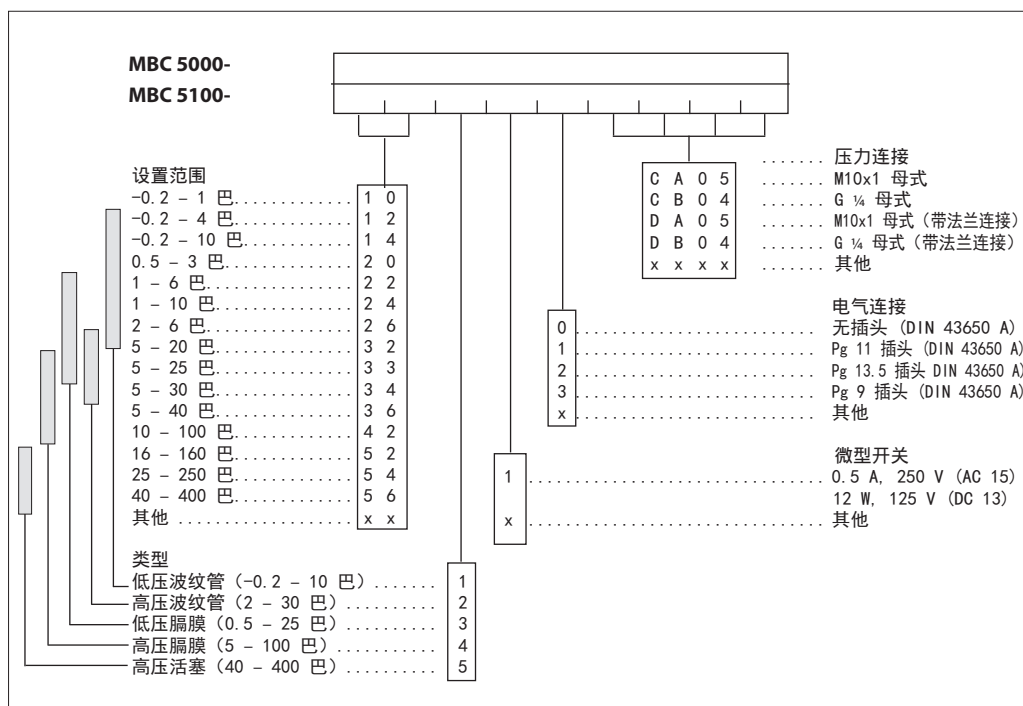 MBC 5000-
MBC 5100-
设置范围
-0.2 – 1 巴............... 1 0
-0.2 – 4 巴............... 1 2
-0.2 – 10 巴.............. 1 4
0.5 – 3 巴................ 2 0
1 – 6 巴.................. 2 2
1 – 10 巴................. 2 4
2 – 6 巴.................. 2 6
5 – 20 巴................. 3 2
5 – 25 巴................. 3 3
5 – 30 巴................. 3 4
5 – 40 巴................. 3 6
10 – 100 巴............... 4 2
16 – 160 巴............... 5 2
25 – 250 巴............... 5 4
40 – 400 巴............... 5 6
其他 ..................... x x
类型
低压波纹管（-0.2 – 10 巴）....... 1
高压波纹管（2 – 30 巴）.......... 2
低压膈膜（0.5 – 25 巴）.......... 3
高压膈膜（5 – 100 巴）........... 4
高压活塞（40 – 400 巴）.......... 5
....... 压力连接
C A 0 5 ....... M10x1 母式
C B 0 4 ....... G ¼ 母式
D A 0 5 ....... M10x1 母式（带法兰连接）
D B 0 4 ....... G ¼ 母式（带法兰连接）
x x x x ....... 其他
电气连接
0 ............................... 无插头 (DIN 43650 A)
1 ............................... Pg 11 插头 (DIN 43650 A)
2 ............................... Pg 13.5 插头 DIN 43650 A)
3 ............................... Pg 9 插头 (DIN 43650 A)
x ............................... 其他
微型开关
1 .................................... 0.5 A, 250 V (AC 15)
12 W, 125 V (DC 13)
x .................................... 其他